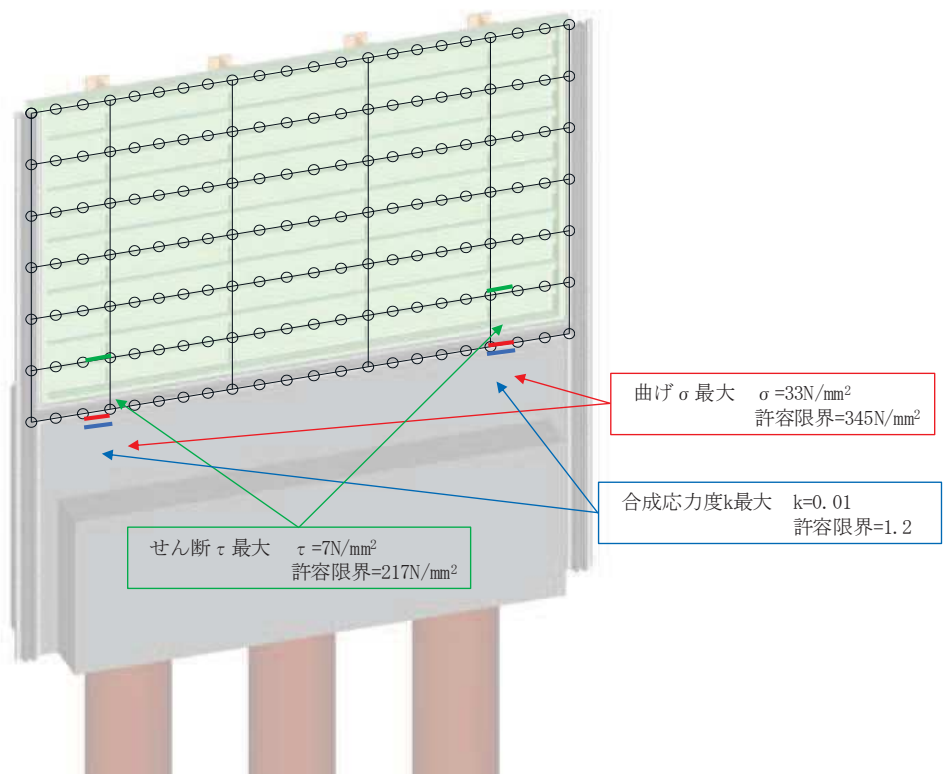 曲げσ最大 σ=33N/mm²
許容限界=345N/mm²
合成応力度k最大 k=0.01
許容限界=1.2
せん断τ最大 τ=7N/mm²
許容限界=217N/mm²